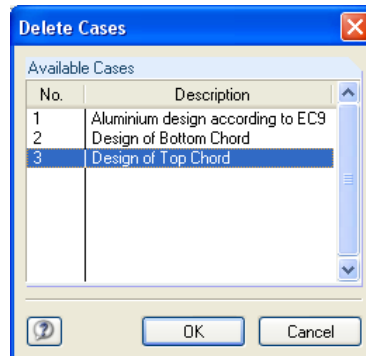 Delete Cases
Available Cases
No. Description
1 Aluminium design according to EC9
2 Design of Bottom Chord
3 Design of Top Chord
OK Cancel